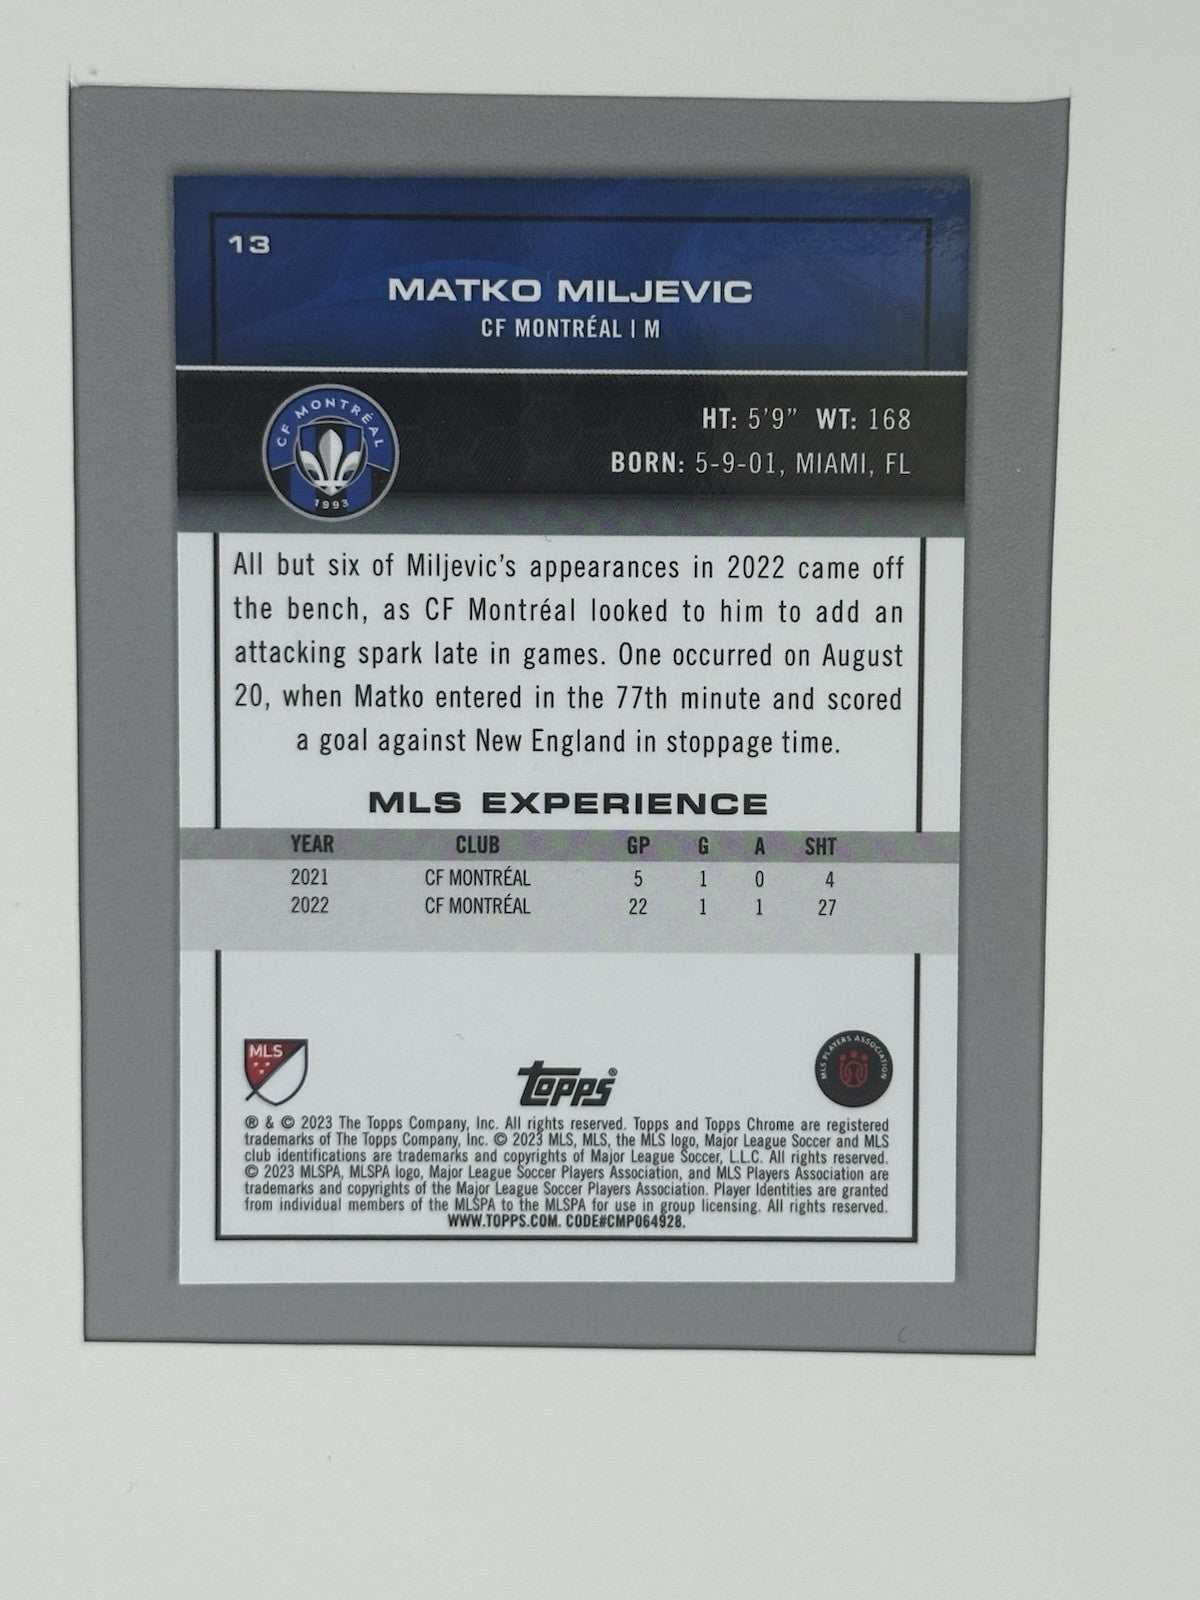 13
MATKO MILJEVIC
CF MONTRÉAL | M
CF MONTRÉAL
1993
HT: 5'9" WT: 168
BORN: 5-9-01, MIAMI, FL
All but six of Miljevic's appearances in 2022 came off
the bench, as CF Montréal looked to him to add an
attacking spark late in games. One occurred on August
20, when Matko entered in the 77th minute and scored
a goal against New England in stoppage time.
MLS EXPERIENCE
YEAR CLUB GP G A SHT
2021 CF MONTRÉAL 5 1 0 4
2022 CF MONTRÉAL 22 1 1 27
MLS
Topps®
MLS PLAYERS ASSOCIATION
® & © 2023 The Topps Company, Inc. All rights reserved. Topps and Topps Chrome are registered
trademarks of The Topps Company, Inc. © 2023 MLS, MLS, the MLS logo, Major League Soccer and MLS
club identifications are trademarks and copyrights of Major League Soccer, L.L.C. All rights reserved.
© 2023 MLSPA, MLSPA logo, Major League Soccer Players Association, and MLS Players Association are
trademarks and copyrights of the Major League Soccer Players Association. Player Identities are granted
from individual members of the MLSPA to the MLSPA for use in group licensing. All rights reserved.
WWW.TOPPS.COM. CODE#CMP064928.